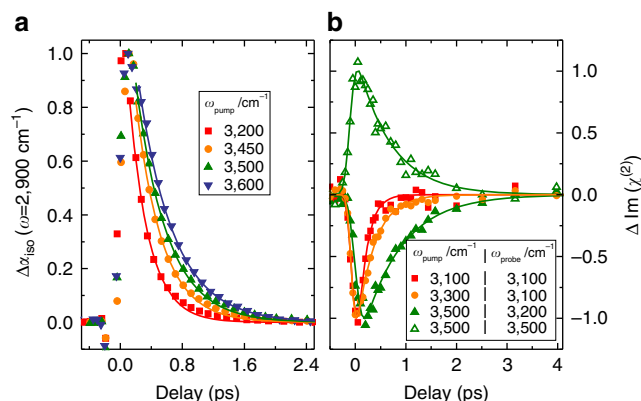 a
b
1.0
0.8
0.6
0.4
0.2
0.0
Δα_iso (ω=2,900 cm⁻¹)
ω_pump /cm⁻¹
3,200
3,450
3,500
3,600
0.0 0.8 1.6 2.4
Delay (ps)
1.0
0.5
0.0
−0.5
−1.0
Δ Im (χ⁽²⁾)
ω_pump /cm⁻¹ | ω_probe /cm⁻¹
3,100 | 3,100
3,300 | 3,100
3,500 | 3,200
3,500 | 3,500
0 1 2 3 4
Delay (ps)